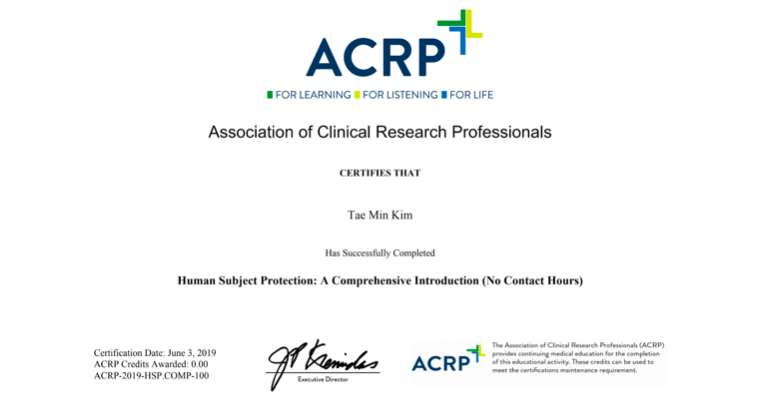 ACRP
FOR LEARNING FOR LISTENING FOR LIFE
Association of Clinical Research Professionals
CERTIFIES THAT
Tae Min Kim
Has Successfully Completed
Human Subject Protection: A Comprehensive Introduction (No Contact Hours)
Certification Date: June 3, 2019
ACRP Credits Awarded: 0.00
ACRP-2019-HSP.COMP-100
Executive Director
ACRP
The Association of Clinical Research Professionals (ACRP)
provides continuing medical education for the completion
of this educational activity. These credits can be used to
meet the certifications maintenance requirement.